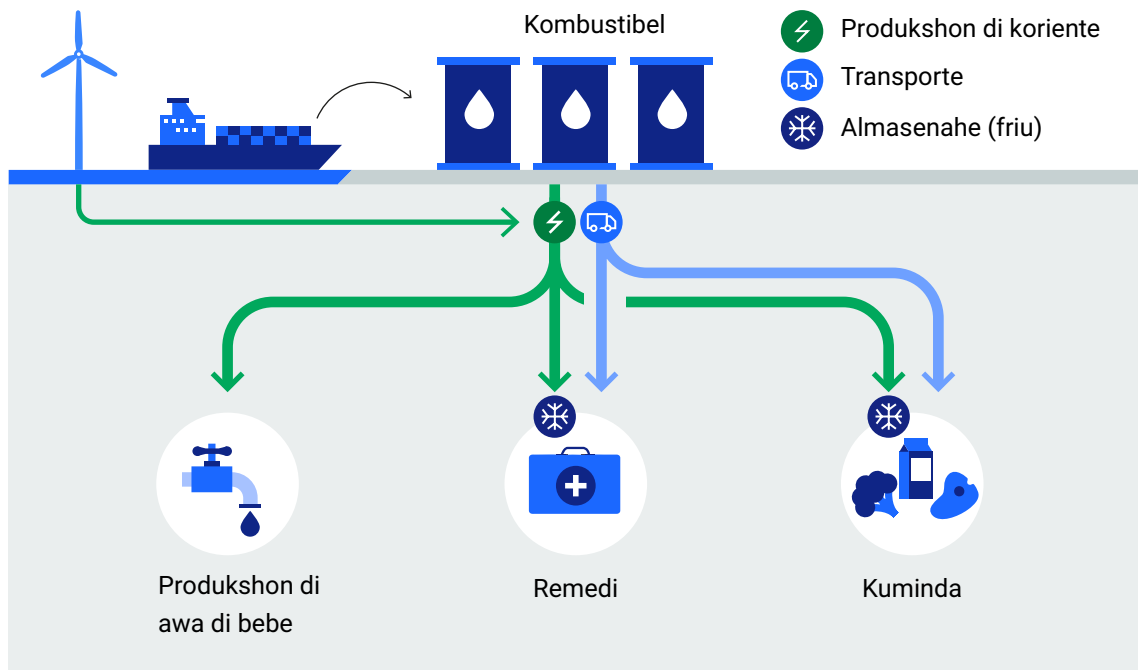 Kombustibel
Produkshon di koriente
Transporte
Almasenahe (friu)
Produkshon di
awa di bebe
Remedi
Kuminda